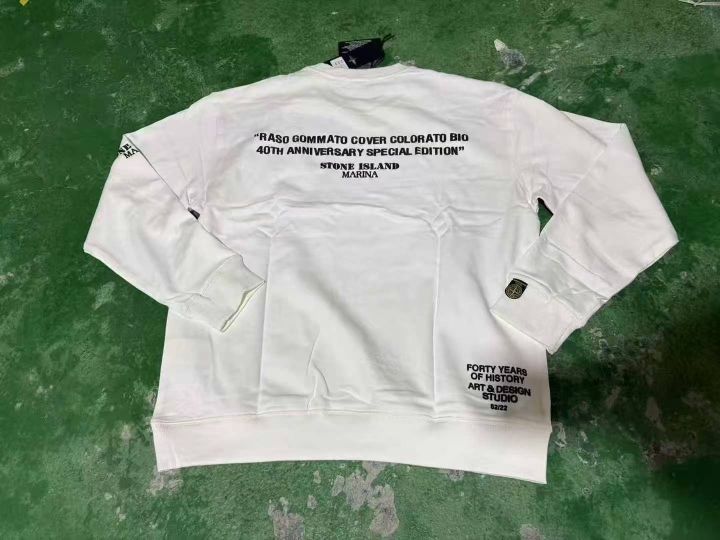 "RASO GOMMATO COVER COLORATO BIO
40TH ANNIVERSARY SPECIAL EDITION"
STONE ISLAND
MARINA
FORTY YEARS
OF HISTORY
ART & DESIGN
STUDIO
82/22